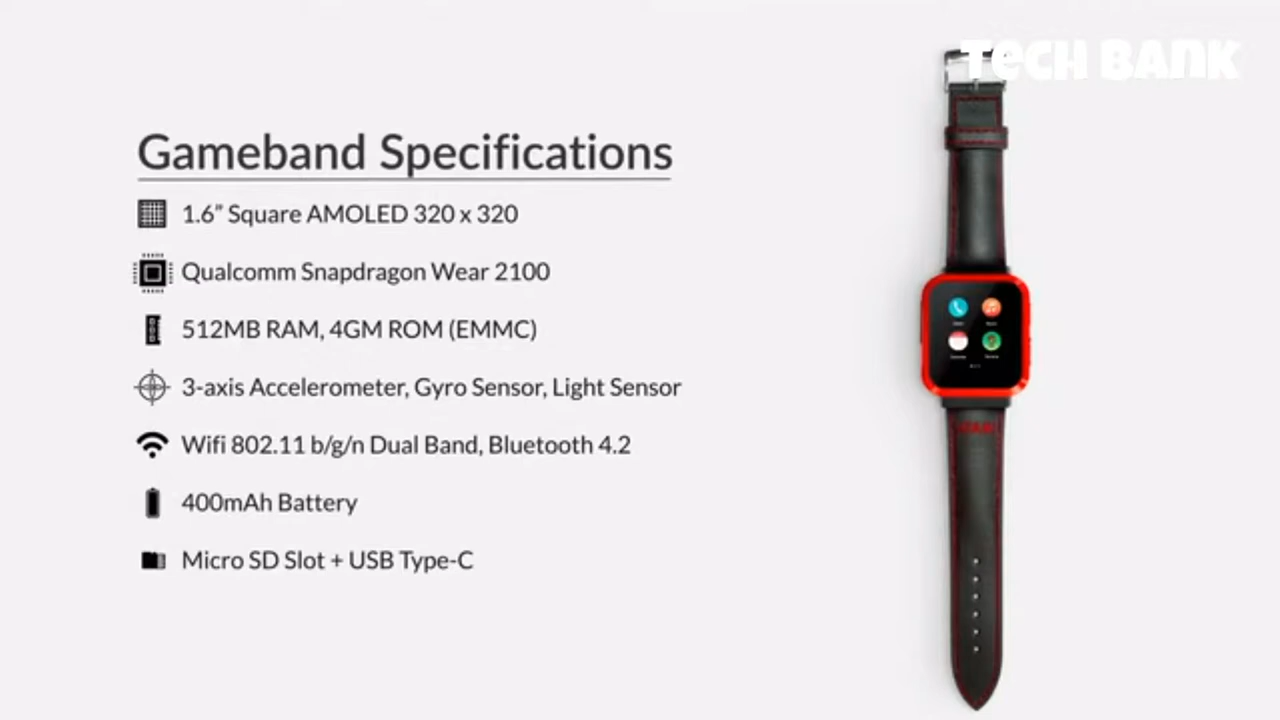 TECH BANK
Gameband Specifications
1.6” Square AMOLED 320 x 320
Qualcomm Snapdragon Wear 2100
512MB RAM, 4GM ROM (EMMC)
3-axis Accelerometer, Gyro Sensor, Light Sensor
Wifi 802.11 b/g/n Dual Band, Bluetooth 4.2
400mAh Battery
Micro SD Slot + USB Type-C